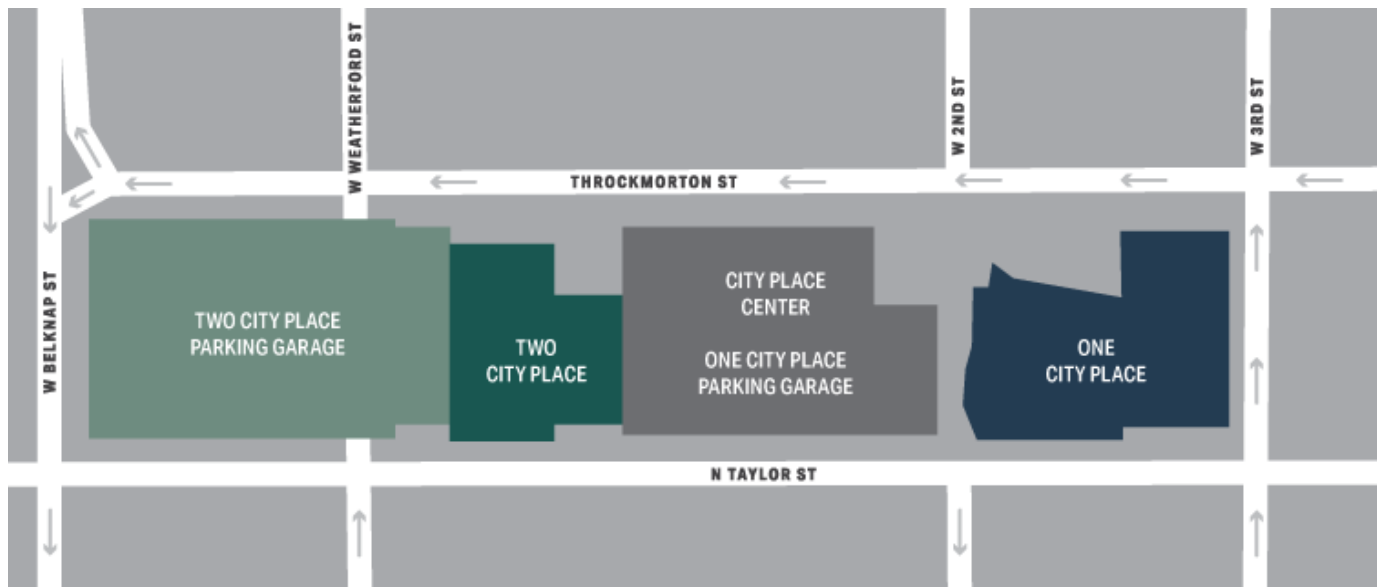 W WEATHERFORD ST
W 2ND ST
W 3RD ST
THROCKMORTON ST
W BELKNAP ST
TWO CITY PLACE
PARKING GARAGE
TWO
CITY PLACE
CITY PLACE
CENTER
ONE CITY PLACE
PARKING GARAGE
ONE
CITY PLACE
N TAYLOR ST